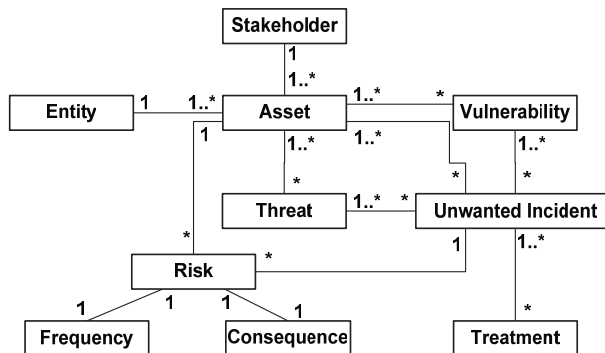 Stakeholder
1
1..*
Entity
1 1..*
Asset
1..* *
Vulnerability
1
1..*
1..*
1..*
*
Threat
1..* *
*
*
Unwanted Incident
*
Risk
*
1
1..*
1 1
1 1
*
Frequency
Consequence
Treatment